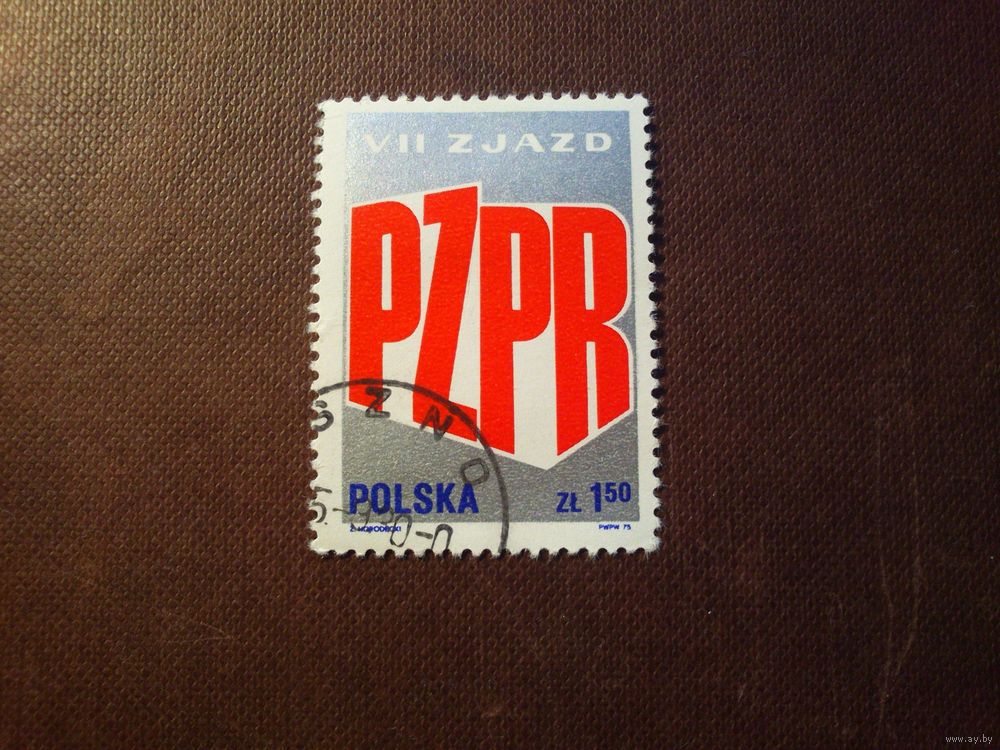 VII ZJAZD
PZPR
POLSKA
ZŁ 1 50
PWPW 75
www.ay.by